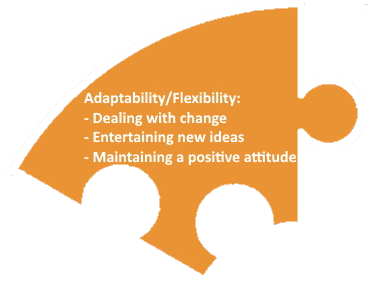 Adaptability/Flexibility:
- Dealing with change
- Entertaining new ideas
- Maintaining a positive attitude